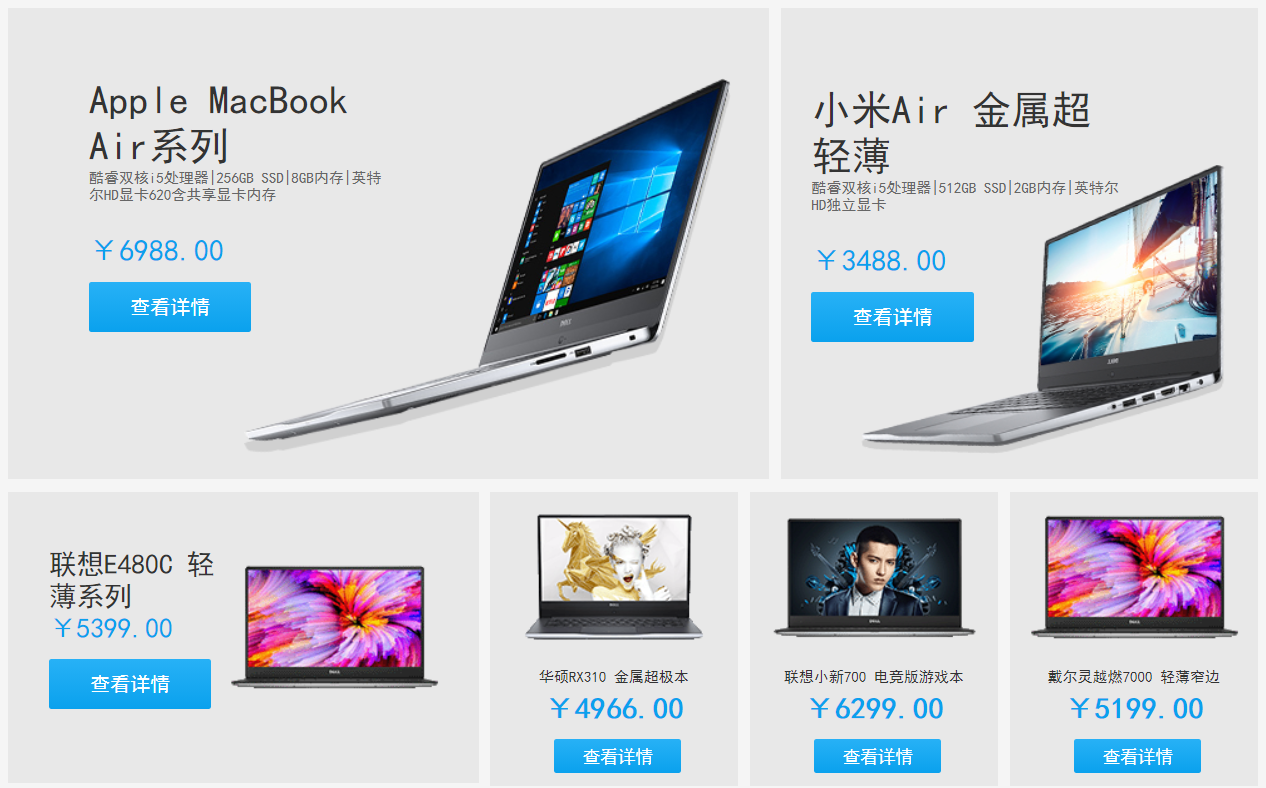 Apple MacBook
Air系列
酷睿双核i5处理器|256GB SSD|8GB内存|英特
尔HD显卡620含共享显卡内存
￥6988.00
查看详情
小米Air 金属超
轻薄
酷睿双核i5处理器|512GB SSD|2GB内存|英特尔
HD独立显卡
￥3488.00
查看详情
联想E480C 轻
薄系列
￥5399.00
查看详情
华硕RX310 金属超极本
￥4966.00
查看详情
联想小新700 电竞版游戏本
￥6299.00
查看详情
戴尔灵越燃7000 轻薄窄边
￥5199.00
查看详情